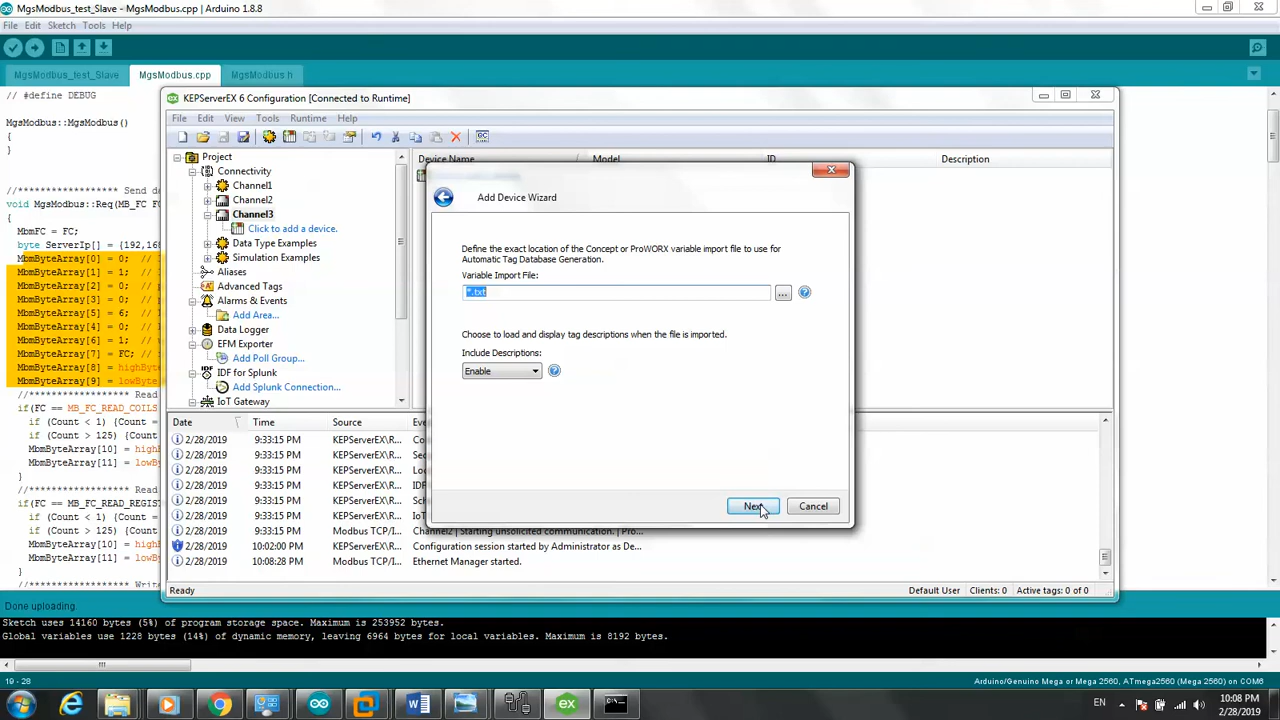 MgsModbus_test_Slave - MgsModbus.cpp | Arduino 1.8.8
File Edit Sketch Tools Help
MgsModbus_test_Slave MgsModbus.cpp MgsModbus.h
// #define DEBUG
MgsModbus::MgsModbus()
{
}
//***************** Send da
void MgsModbus::Req(MB_FC FC
{
MbmFC = FC;
byte ServerIp[] = {192,168
MbmByteArray[0] = 0; //
MbmByteArray[1] = 1; //
MbmByteArray[2] = 0; //
MbmByteArray[3] = 0; //
MbmByteArray[5] = 6; //
MbmByteArray[4] = 0; //
MbmByteArray[6] = 1; //
MbmByteArray[7] = FC; //
MbmByteArray[8] = highByte
MbmByteArray[9] = lowByte
//***************** Read
if(FC == MB_FC_READ_COILS
if (Count < 1) {Count =
if (Count > 125) {Count
MbmByteArray[10] = highB
MbmByteArray[11] = lowBy
}
//***************** Read
if(FC == MB_FC_READ_REGIST
if (Count < 1) {Count =
if (Count > 125) {Count
MbmByteArray[10] = highB
MbmByteArray[11] = lowBy
}
//***************** Writ
KEPServerEX 6 Configuration [Connected to Runtime]
File Edit View Tools Runtime Help
Project
Connectivity
Channel1
Channel2
Channel3
Click to add a device.
Data Type Examples
Simulation Examples
Aliases
Advanced Tags
Alarms & Events
Add Area...
Data Logger
EFM Exporter
Add Poll Group...
IDF for Splunk
Add Splunk Connection...
IoT Gateway
Device Name / Model ID Description
Add Device Wizard
Define the exact location of the Concept or ProWORX variable import file to use for
Automatic Tag Database Generation.
Variable Import File:
*.txt
...
Choose to load and display tag descriptions when the file is imported.
Include Descriptions:
Enable
Next Cancel
Date Time Source Eve
2/28/2019 9:33:15 PM KEPServerEX\R... Co
2/28/2019 9:33:15 PM KEPServerEX\R... Sec
2/28/2019 9:33:15 PM KEPServerEX\R... Loc
2/28/2019 9:33:15 PM KEPServerEX\R... IDF
2/28/2019 9:33:15 PM KEPServerEX\R... Sch
2/28/2019 9:33:15 PM KEPServerEX\R... IoT
2/28/2019 9:33:15 PM Modbus TCP/I... Channel2 | Starting unsolicited communication. | Pro...
2/28/2019 10:02:00 PM KEPServerEX\R... Configuration session started by Administrator as De...
2/28/2019 10:08:28 PM Modbus TCP/I... Ethernet Manager started.
Ready Default User Clients: 0 Active tags: 0 of 0
Done uploading.
Sketch uses 14160 bytes (5%) of program storage space. Maximum is 253952 bytes.
Global variables use 1228 bytes (14%) of dynamic memory, leaving 6964 bytes for local variables. Maximum is 8192 bytes.
19 - 28 Arduino/Genuino Mega or Mega 2560, ATmega2560 (Mega 2560) on COM6
EN 10:08 PM
2/28/2019